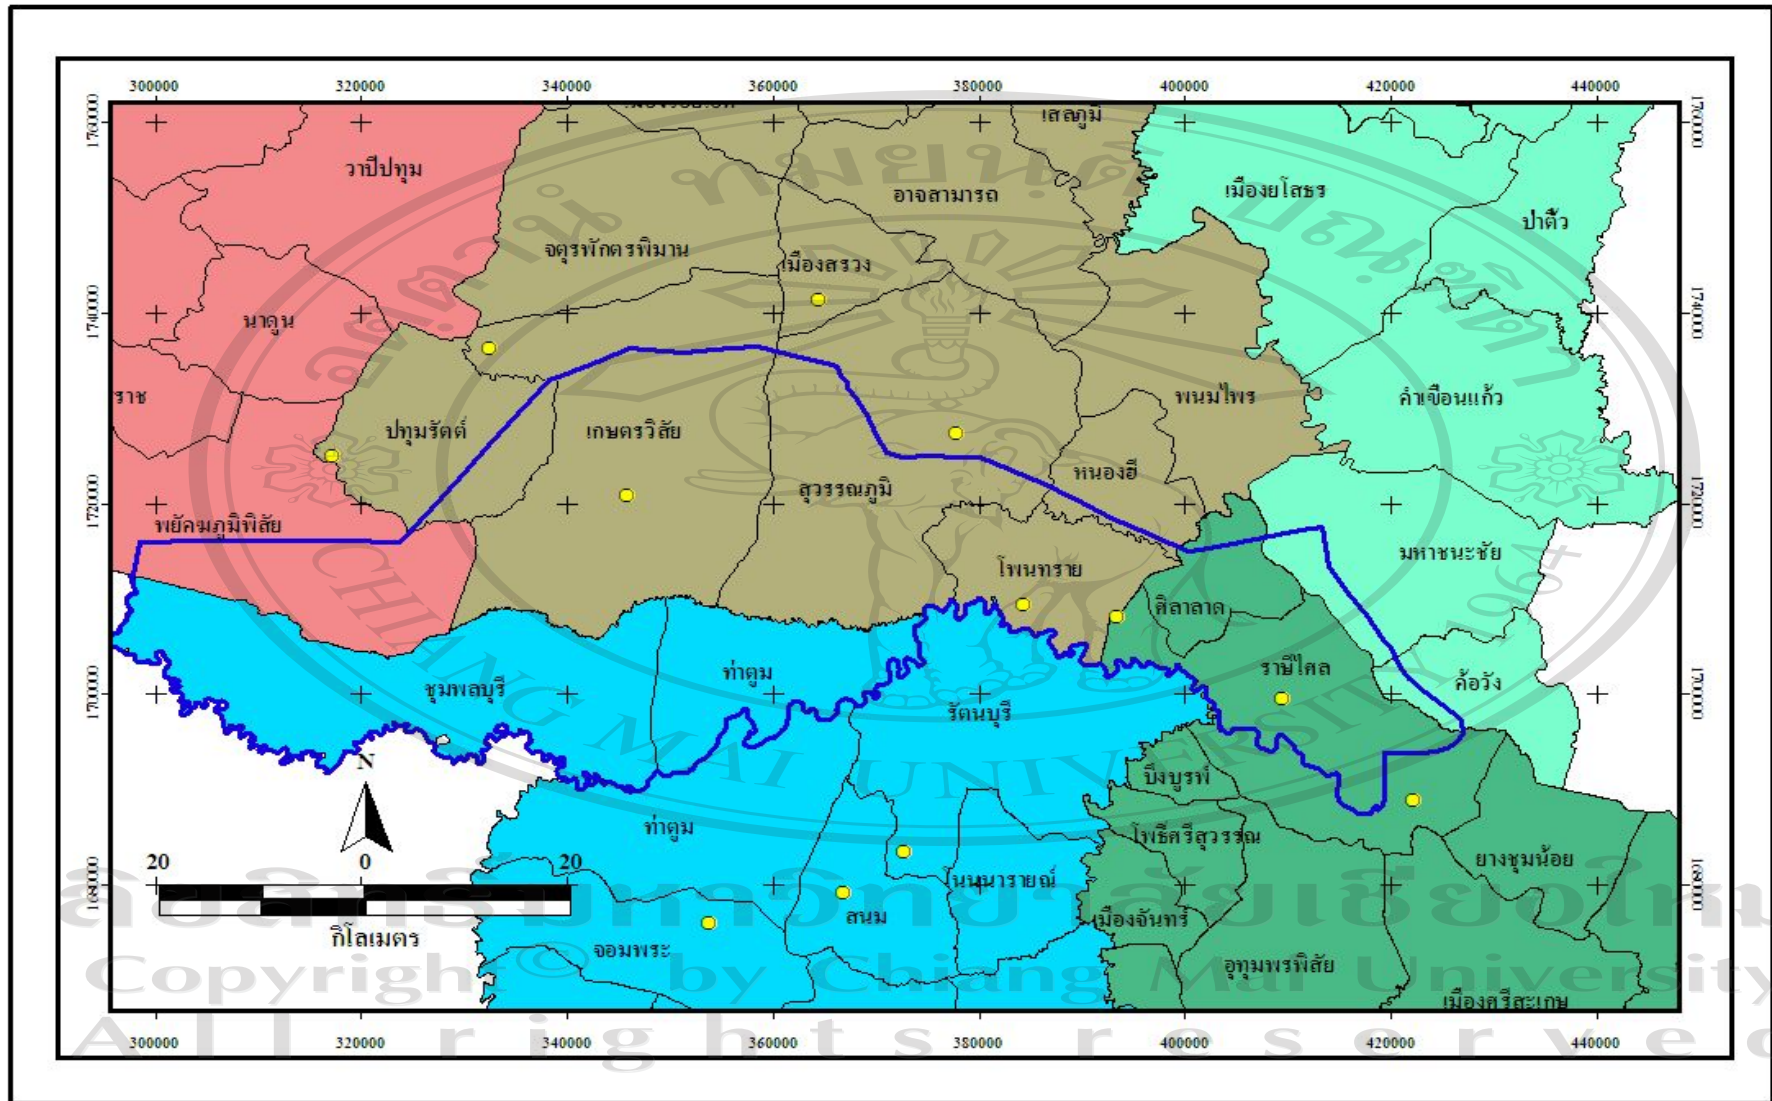 300000 320000 340000 360000 380000 400000 420000 440000
1760000 1760000
เสลภูมิ
วาปีปทุม
อาจสามารถ
เมืองยโสธร
ป่าติ้ว
จตุรพักตรพิมาน
เมืองสรวง
1740000 1740000
นาดูน
ราช
ปทุมรัตต์
เกษตรวิสัย
พนมไพร
คำเขื่อนแก้ว
หนองฮี
สุวรรณภูมิ
1720000 1720000
พยัคฆภูมิพิสัย
มหาชนะชัย
โพนทราย
ศิลาลาด
ราษีไศล
ท่าตูม
ค้อวัง
ชุมพลบุรี
1700000 1700000
รัตนบุรี
N
บึงบูรพ์
ท่าตูม
โพธิ์ศรีสุวรรณ
ยางชุมน้อย
20 0 20
1680000 1680000
โนนนารายณ์
กิโลเมตร
สนม
เมืองจันทร์
จอมพระ
อุทุมพรพิสัย
เมืองศรีสะเกษ
300000 320000 340000 360000 380000 400000 420000 440000
CHIANG MAI UNIVERSITY 1964
ลิขสิทธิ์มหาวิทยาลัยเชียงใหม่
Copyright© by Chiang Mai University
All rights reserved